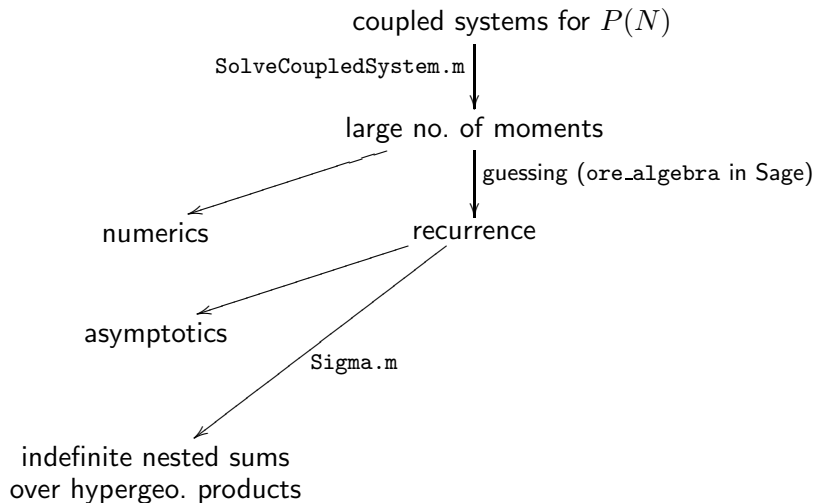 coupled systems for P(N)
SolveCoupledSystem.m
large no. of moments
guessing (ore_algebra in Sage)
numerics
recurrence
asymptotics
Sigma.m
indefinite nested sums
over hypergeo. products